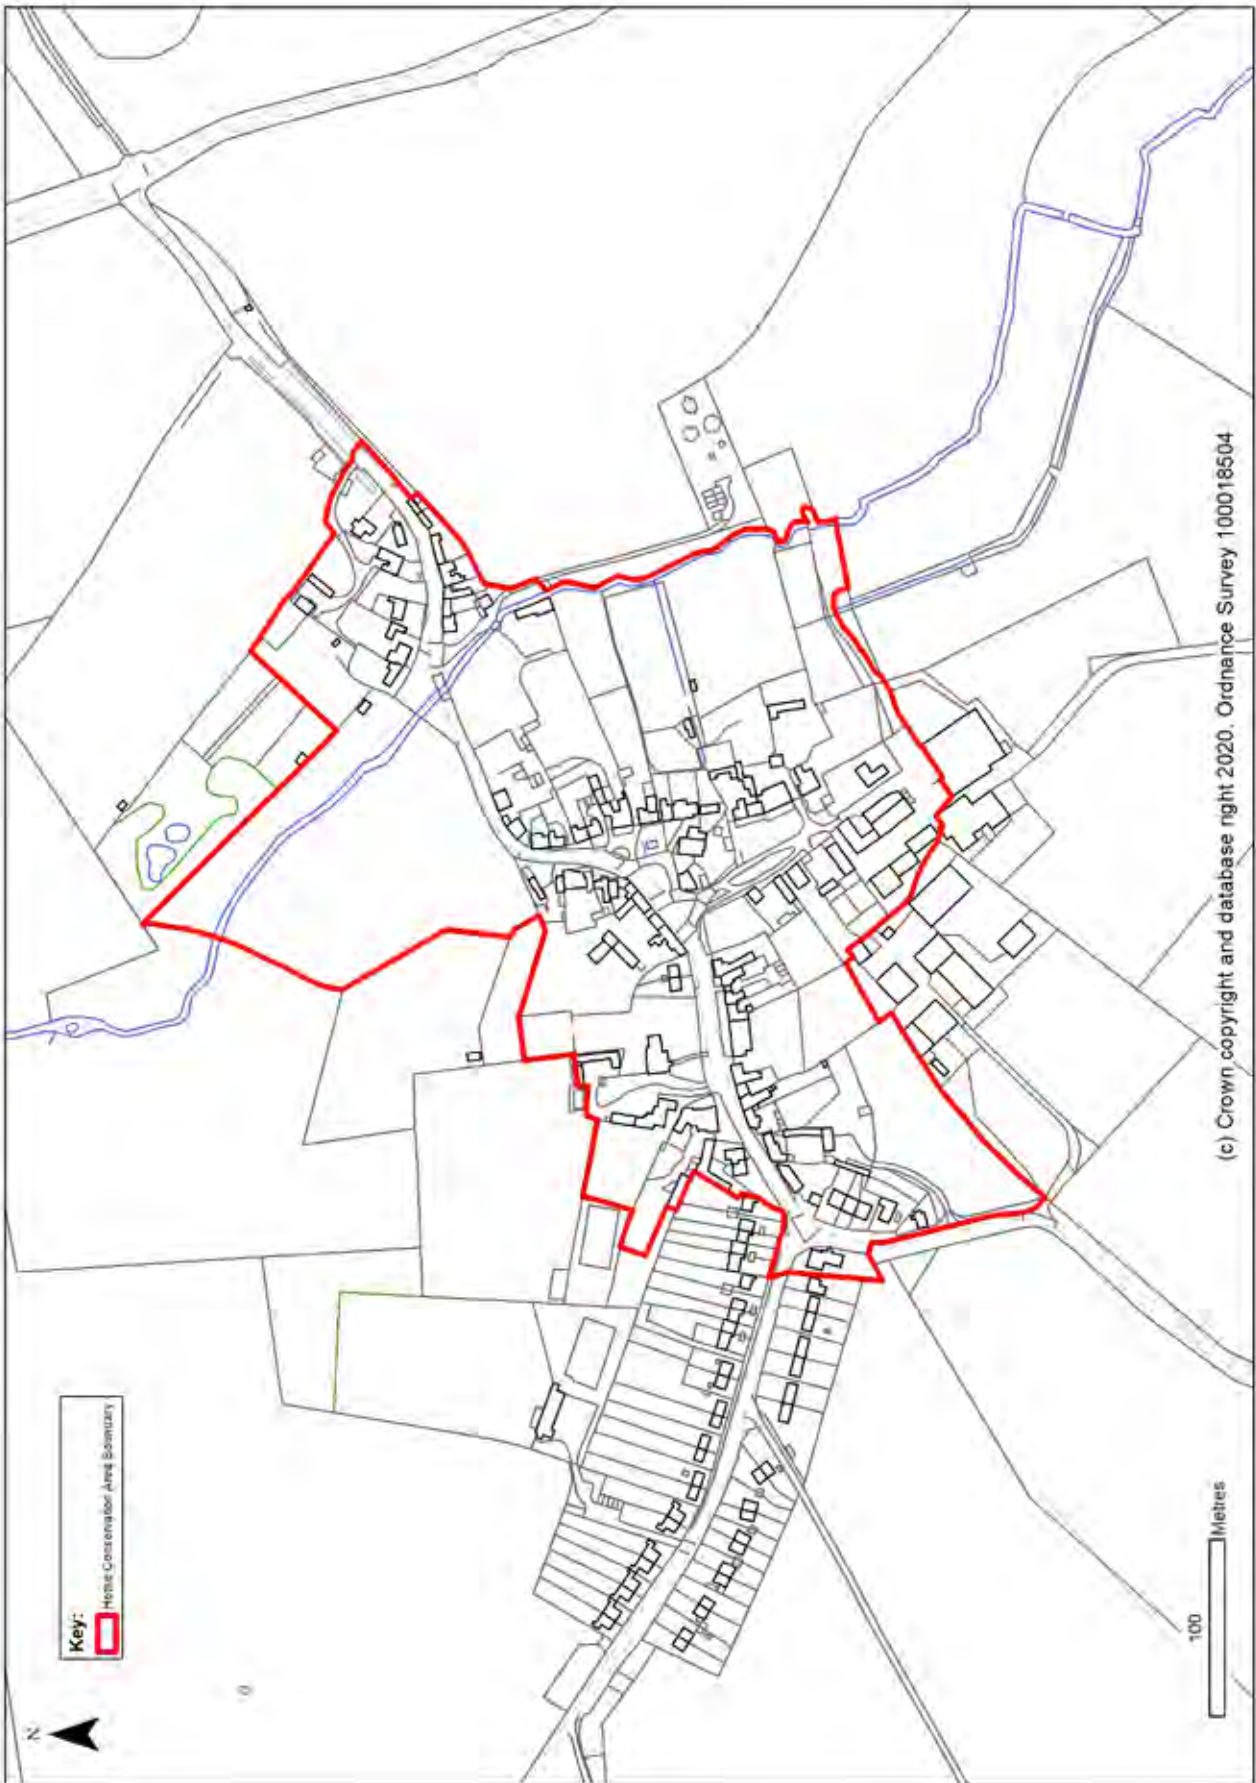 N
Key:
Conservation Area Boundary
100
Metres
(c) Crown copyright and database right 2020. Ordnance Survey 100018504